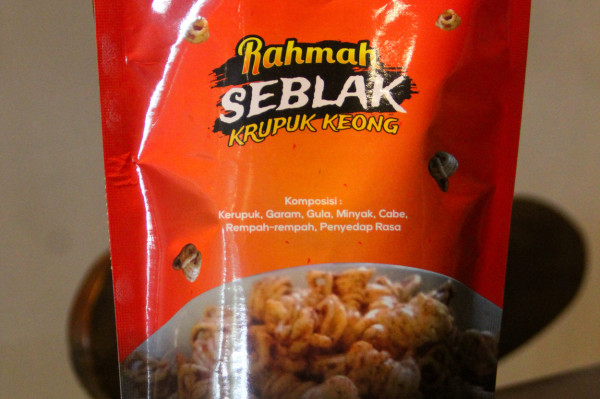 Rahmah
SEBLAK
KRUPUK KEONG
Komposisi :
Kerupuk, Garam, Gula, Minyak, Cabe,
Rempah-rempah, Penyedap Rasa